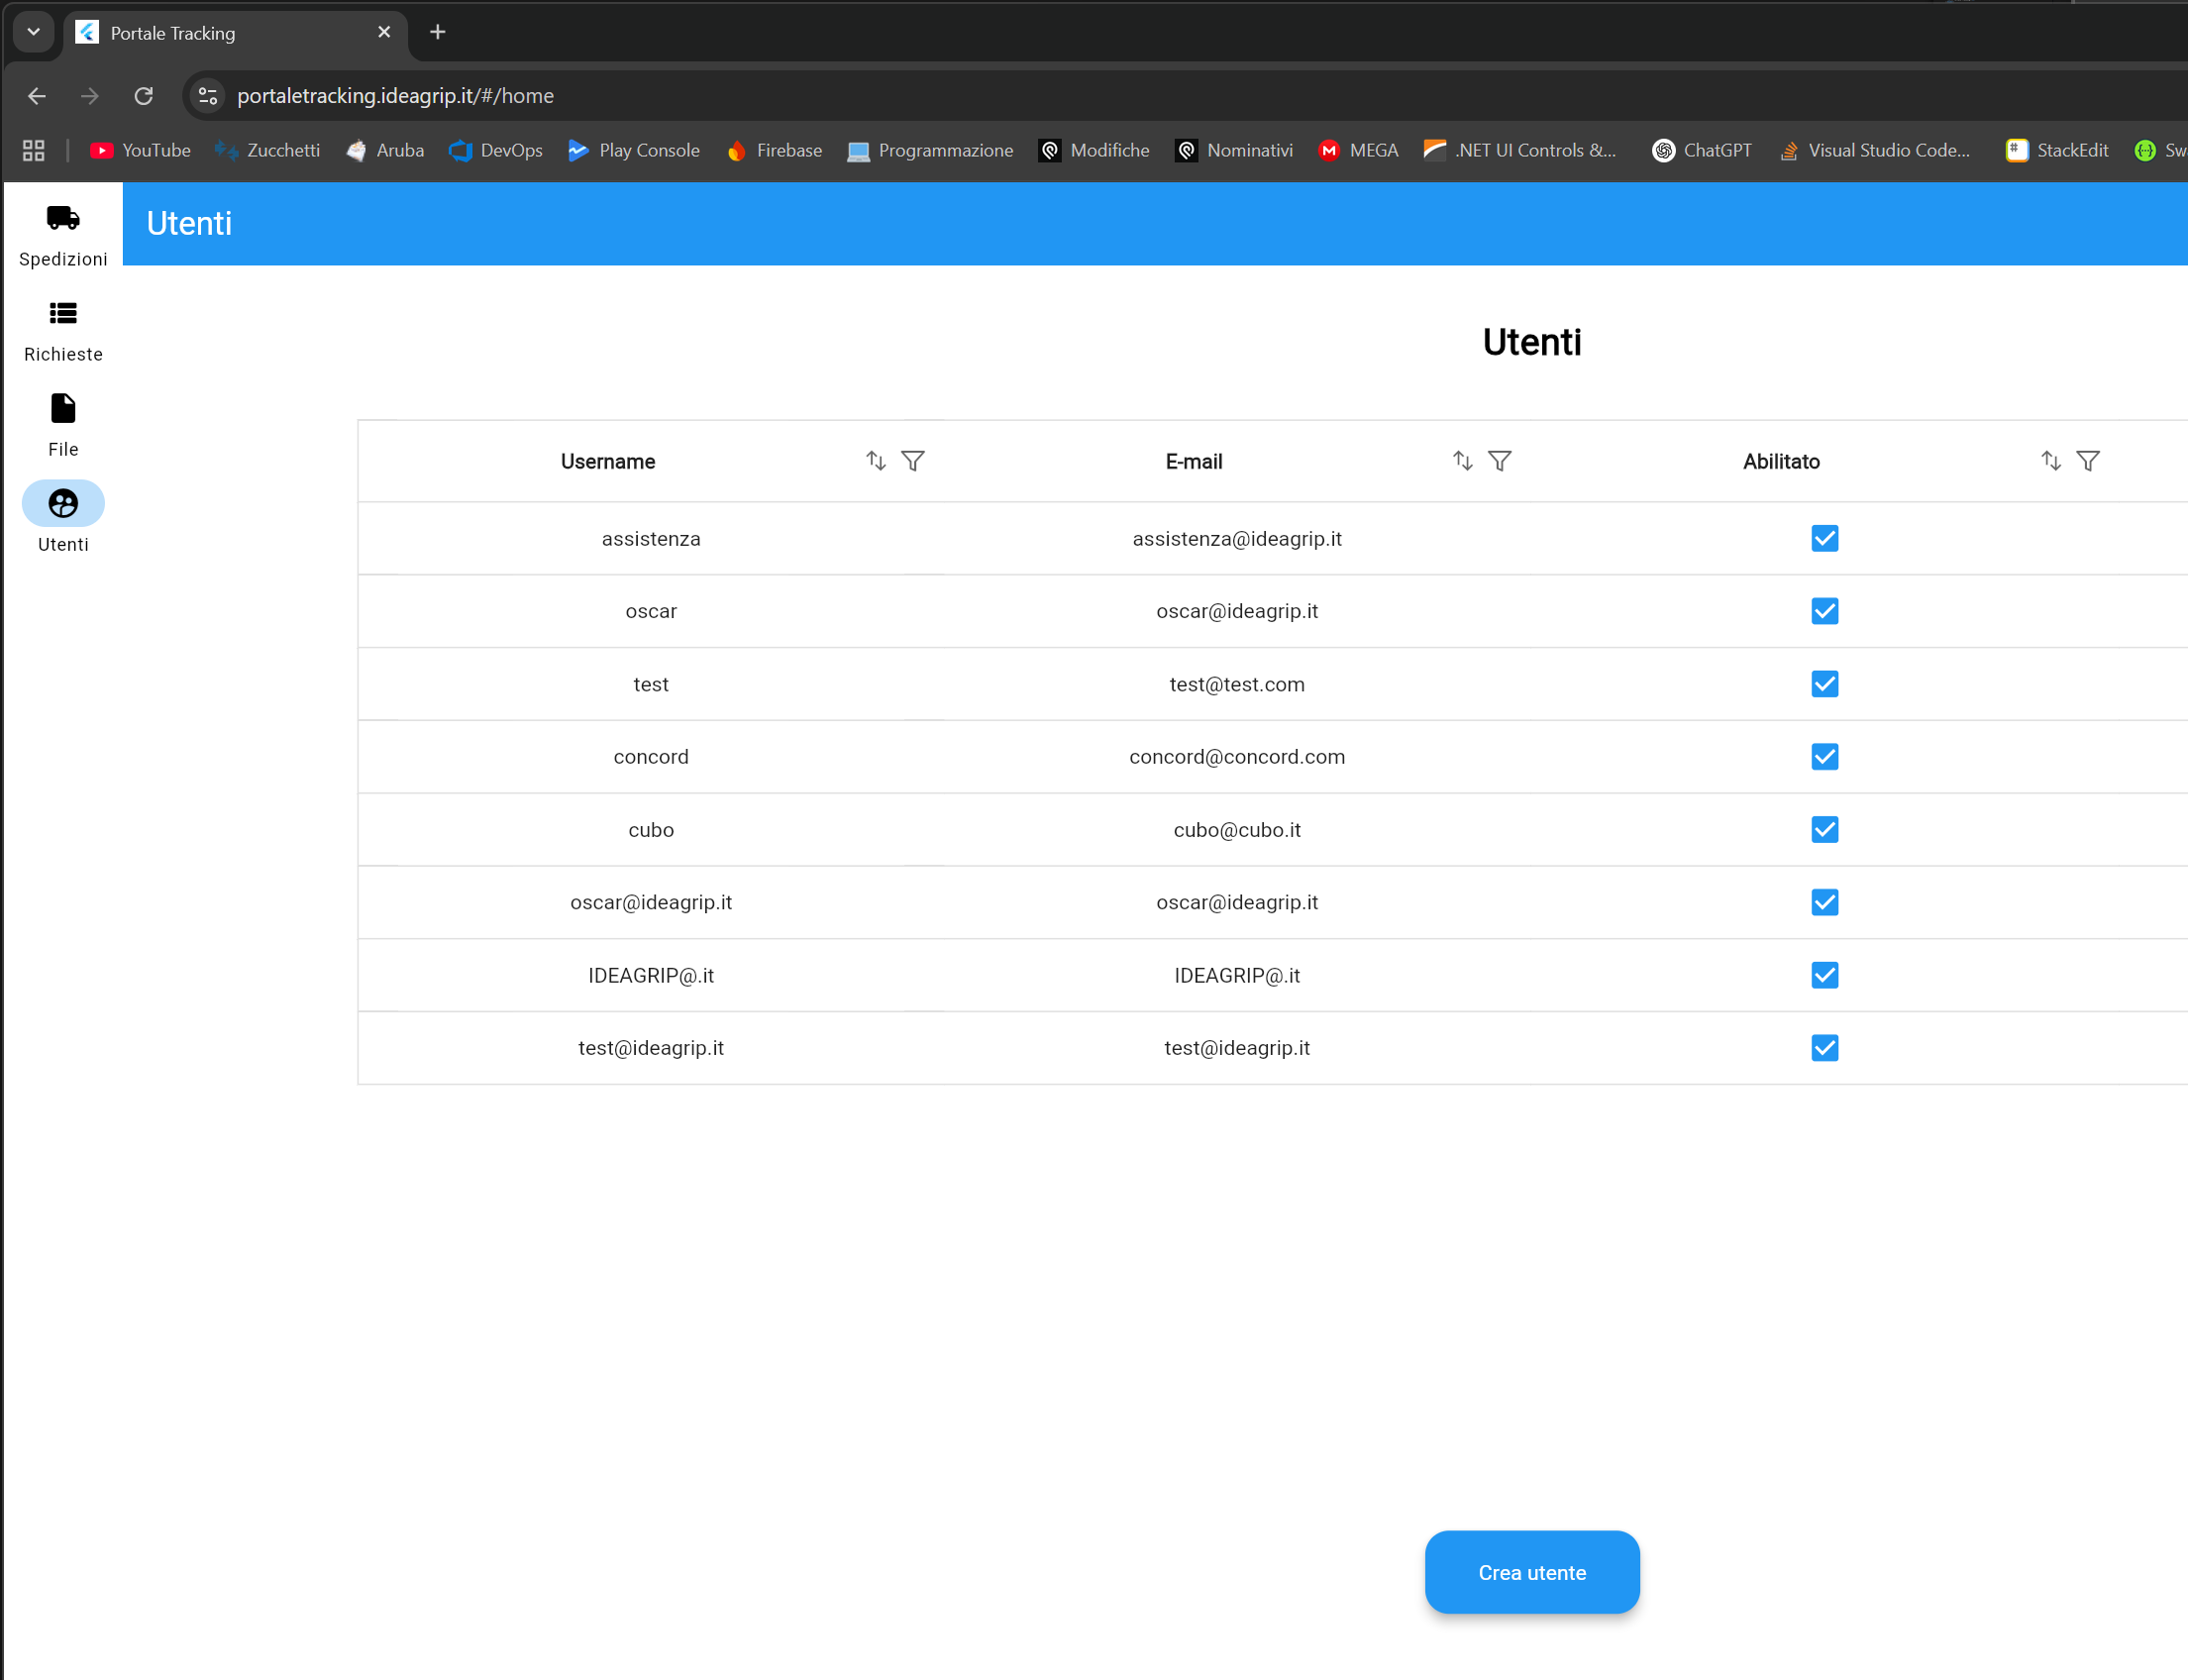 Portale Tracking
portaletracking.ideagrip.it/#/home
YouTube Zucchetti Aruba DevOps Play Console Firebase Programmazione Modifiche Nominativi MEGA .NET UI Controls &... ChatGPT Visual Studio Code... StackEdit
Utenti
Spedizioni
Richieste
File
Utenti
Utenti
Username E-mail Abilitato
assistenza assistenza@ideagrip.it
oscar oscar@ideagrip.it
test test@test.com
concord concord@concord.com
cubo cubo@cubo.it
oscar@ideagrip.it oscar@ideagrip.it
IDEAGRIP@.it IDEAGRIP@.it
test@ideagrip.it test@ideagrip.it
Crea utente